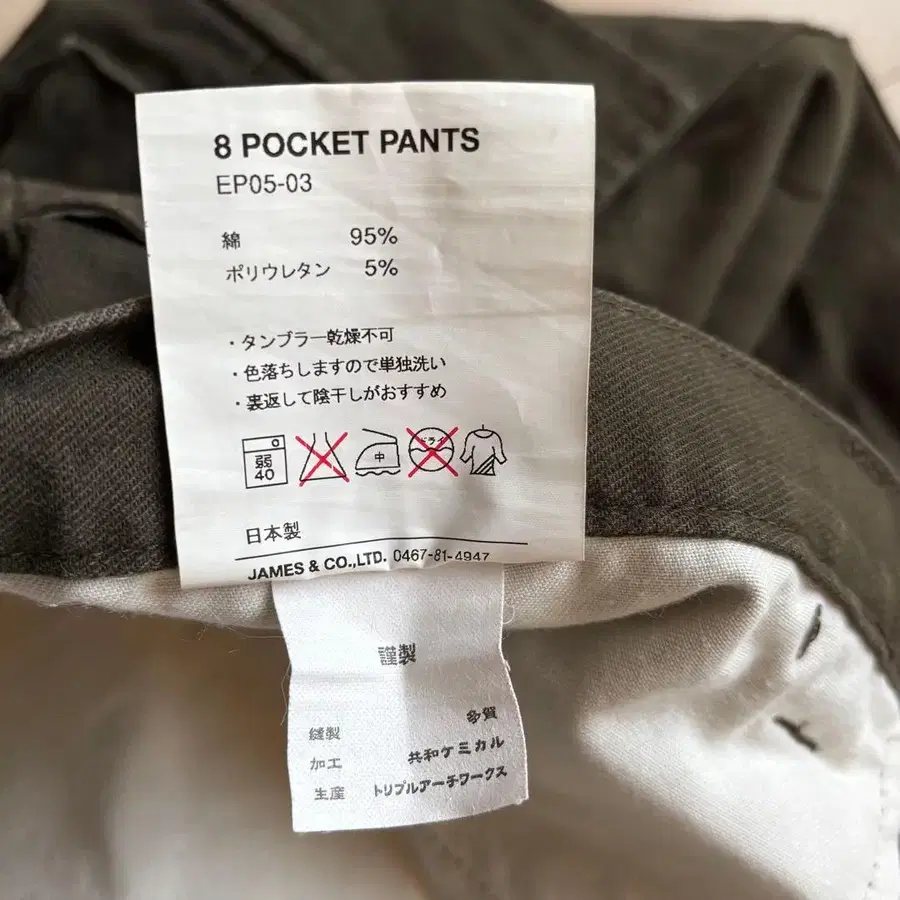 8 POCKET PANTS
EP05-03
綿 95%
ポリウレタン 5%
・タンブラー乾燥不可
・色落ちしますので単独洗い
・裏返して陰干しがおすすめ
弱
40
中
ドライ
日本製
JAMES & CO.,LTD. 0467-81-4947
謹製
縫製 多賀
加工 共和ケミカル
生産 トリプルアーチワークス